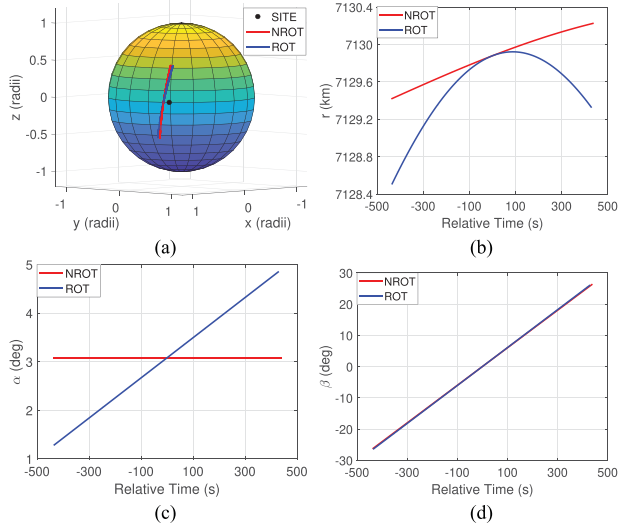 SITE
NROT
ROT
z (radii)
1
0.5
0
-0.5
-1
-1
0
1
1
0
-1
y (radii)
x (radii)
(a)
NROT
ROT
r (km)
7130.4
7130
7129.6
7129.2
7128.8
7128.4
-500
-300
-100
100
300
500
Relative Time (s)
(b)
NROT
ROT
α (deg)
5
4
3
2
1
-500
-300
-100
100
300
500
Relative Time (s)
(c)
NROT
ROT
β (deg)
30
20
10
0
-10
-20
-30
-500
-300
-100
100
300
500
Relative Time (s)
(d)